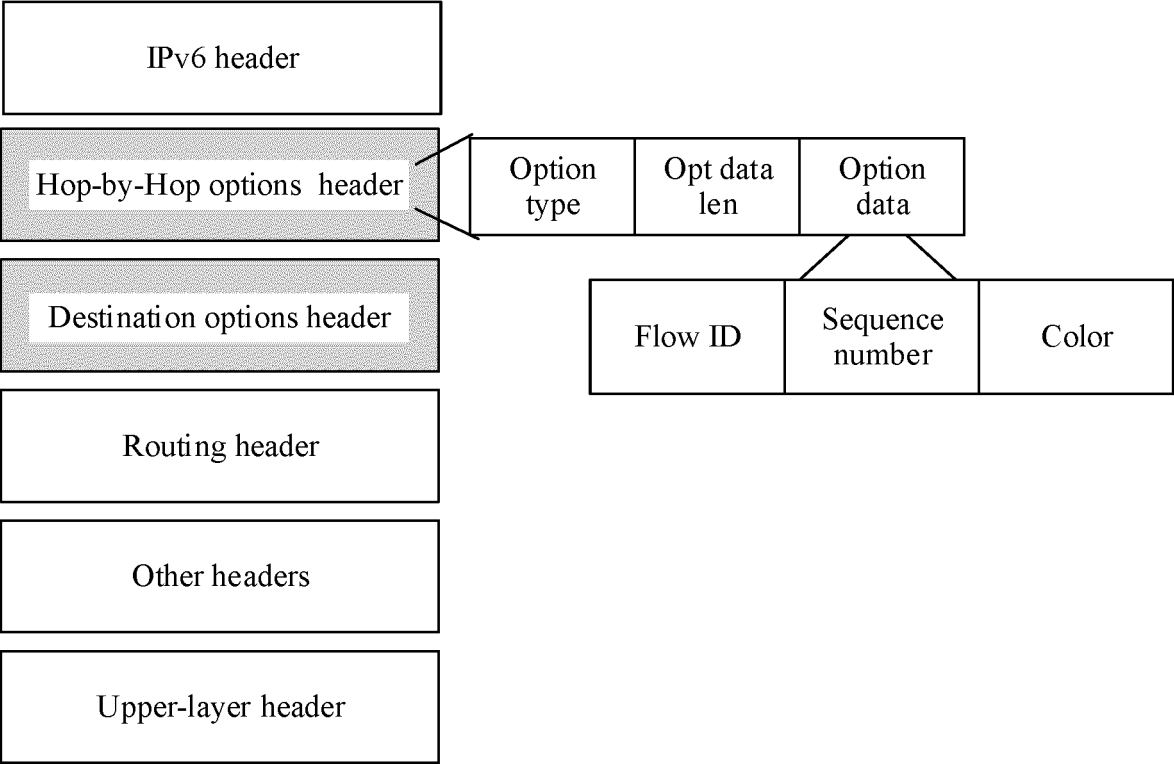 IPv6 header
Hop-by-Hop options header
Option
type
Opt data
len
Option
data
Destination options header
Flow ID
Sequence
number
Color
Routing header
Other headers
Upper-layer header